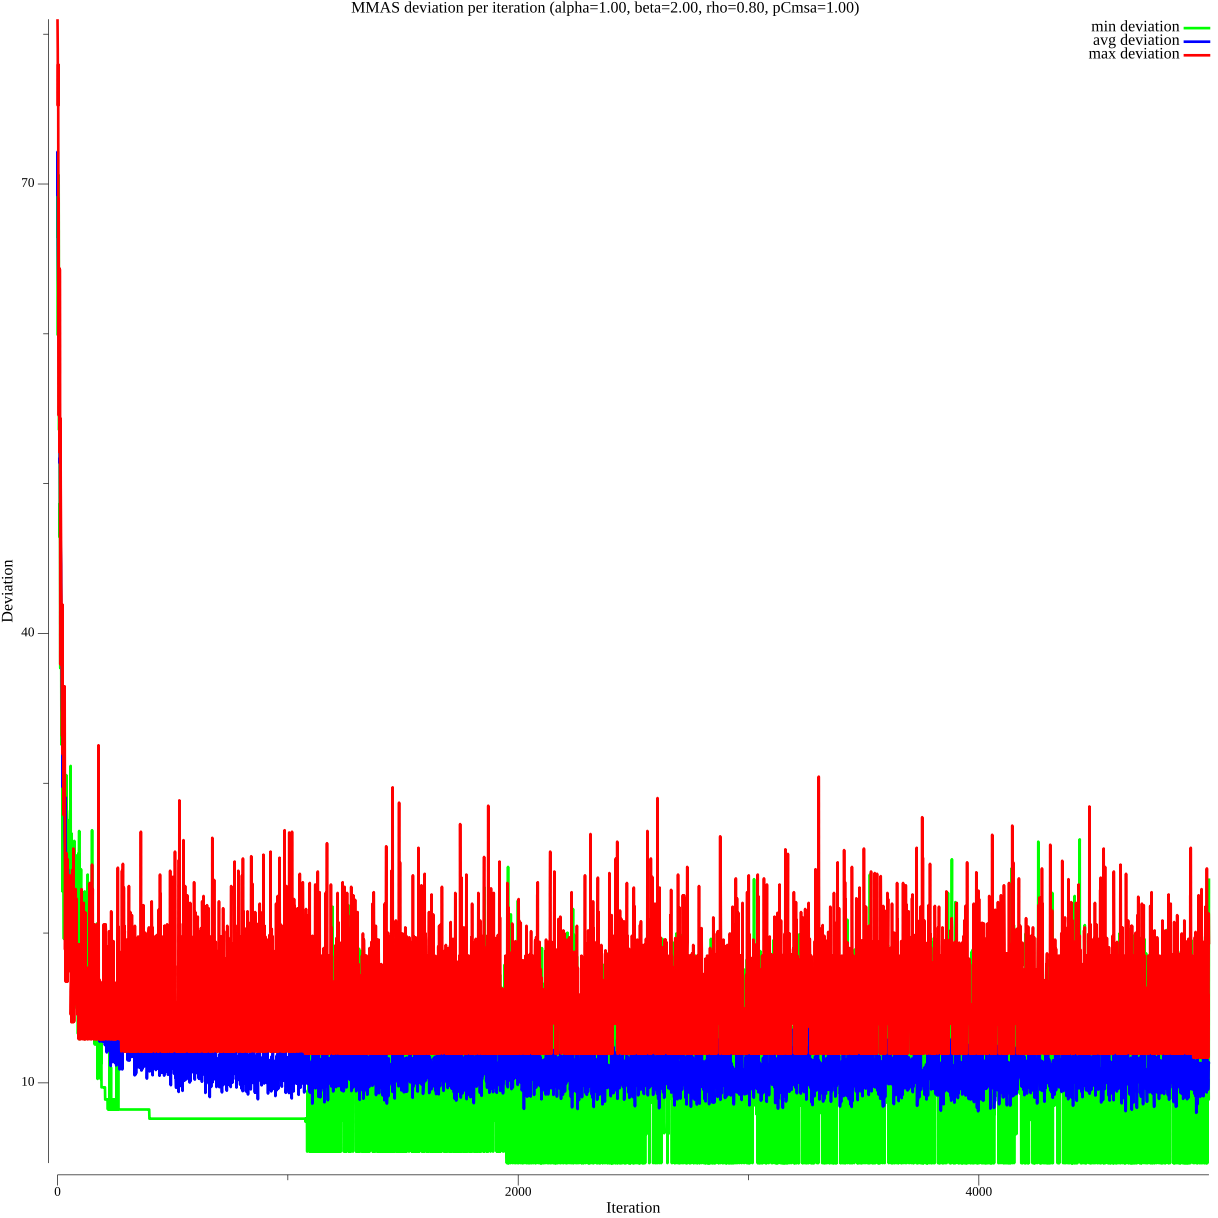 MMAS deviation per iteration (alpha=1.00, beta=2.00, rho=0.80, pCmsa=1.00)
min deviation
avg deviation
max deviation
70
40
10
Deviation
0
2000
4000
Iteration